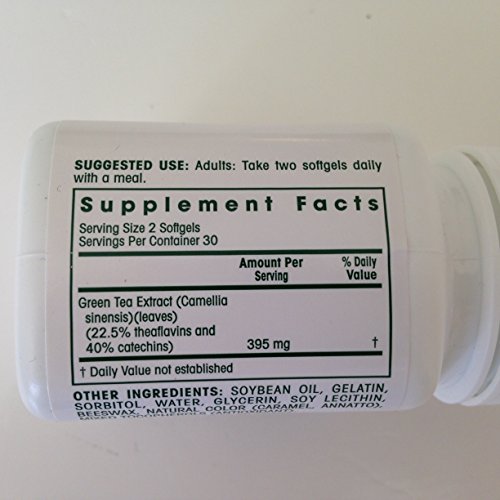 SUGGESTED USE: Adults: Take two softgels daily
with a meal.
Supplement Facts
Serving Size 2 Softgels
Servings Per Container 30
Amount Per
Serving
% Daily
Value
Green Tea Extract (Camellia
sinensis)(leaves)
(22.5% theaflavins and
40% catechins) 395 mg †
† Daily Value not established
OTHER INGREDIENTS: SOYBEAN OIL, GELATIN,
SORBITOL, WATER, GLYCERIN, SOY LECITHIN,
BEESWAX, NATURAL COLOR (CARAMEL, ANNATTO),
MIXED TOCOPHEROLS (ANTIOXIDANT)